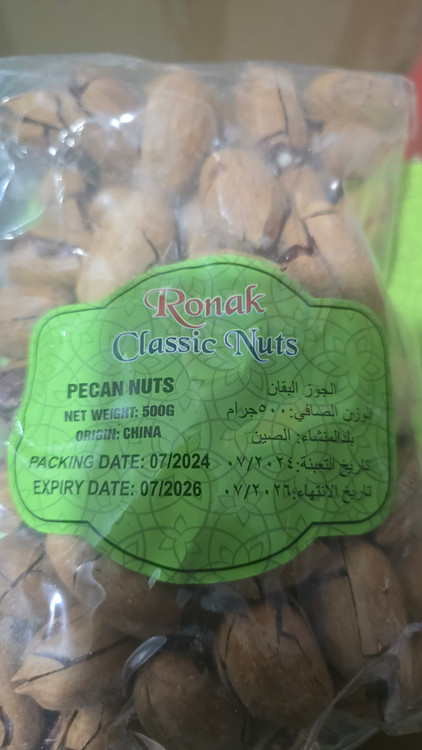 Ronak
Classic Nuts
PECAN NUTS
NET WEIGHT: 500G
ORIGIN: CHINA
PACKING DATE: 07/2024
EXPIRY DATE: 07/2026
الجوز البقان
الوزن الصافي: ٥٠٠جرام
بلدالمنشاء: الصين
تاريخ التعبئة: ٠٧/٢٠٢٤
تاريخ الانتهاء: ٠٧/٢٠٢٦